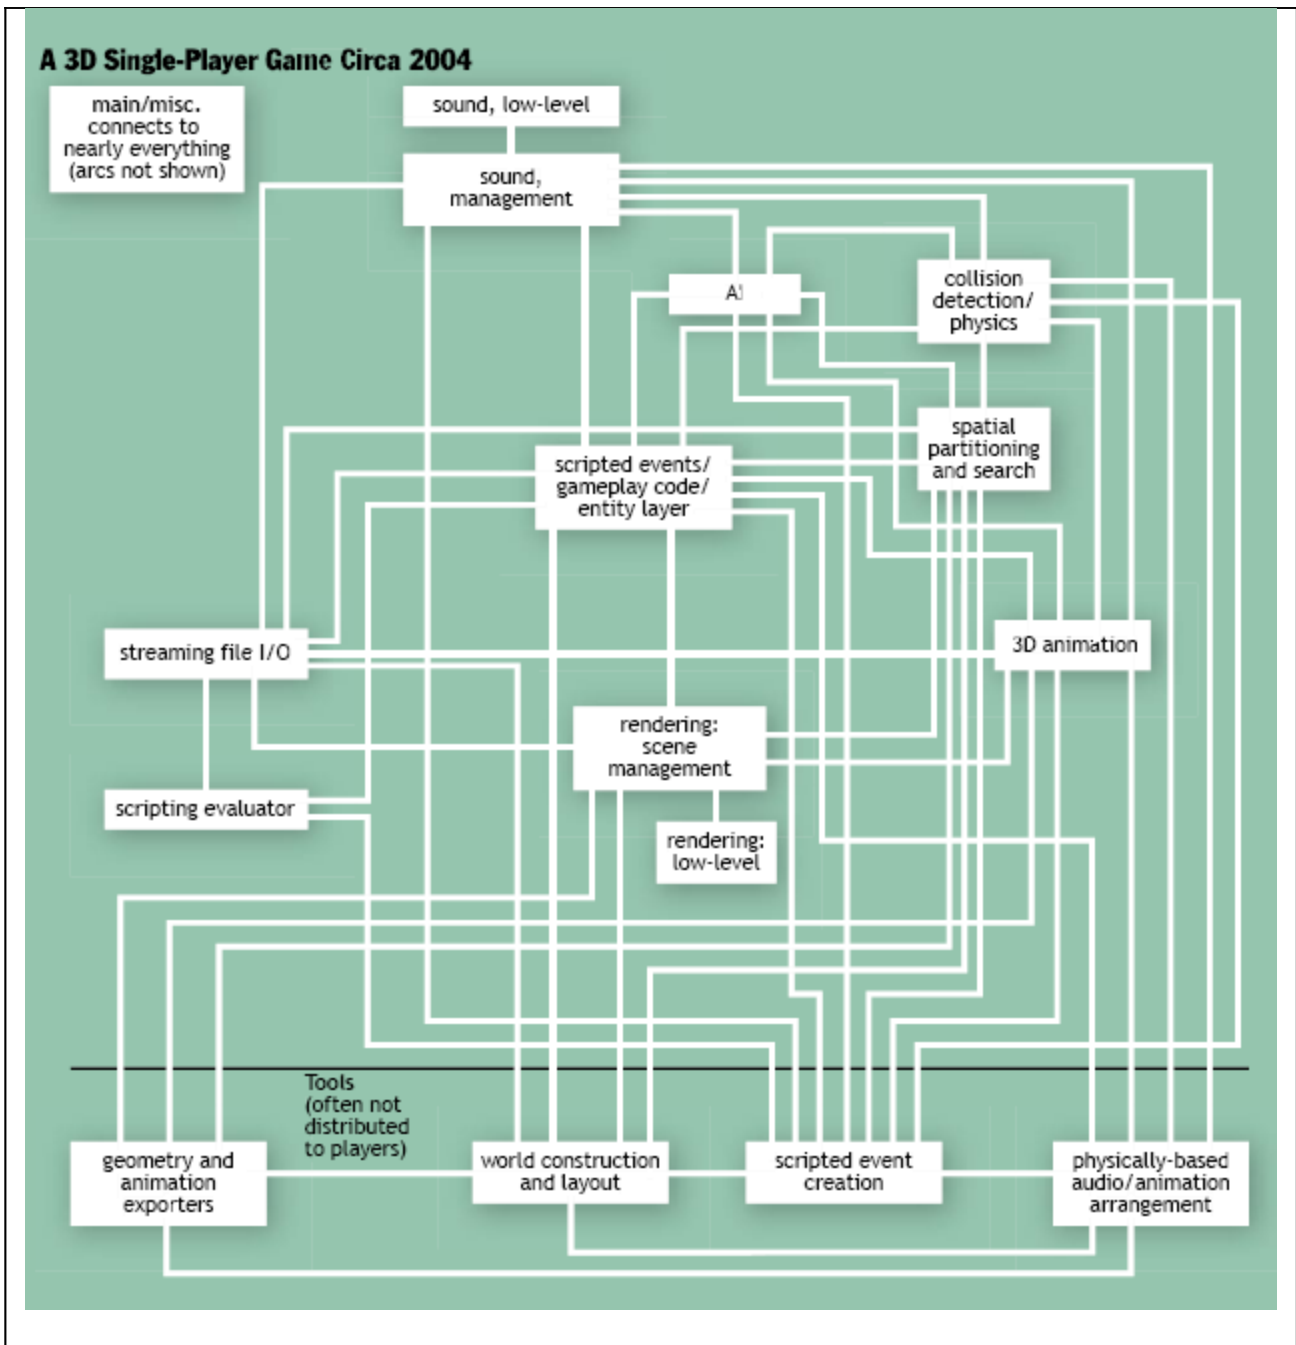 A 3D Single-Player Game Circa 2004
main/misc.
connects to
nearly everything
(arcs not shown)
sound, low-level
sound,
management
AI
collision
detection/
physics
spatial
partitioning
and search
scripted events/
gameplay code/
entity layer
streaming file I/O
3D animation
rendering:
scene
management
scripting evaluator
rendering:
low-level
Tools
(often not
distributed
to players)
geometry and
animation
exporters
world construction
and layout
scripted event
creation
physically-based
audio/animation
arrangement